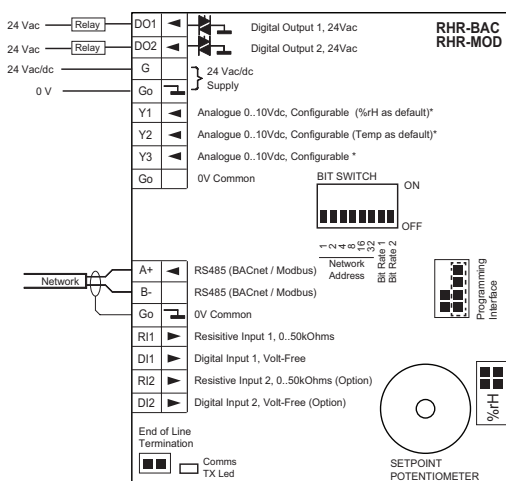 24 Vac Relay DO1 Digital Output 1, 24Vac
RHR-BAC
24 Vac Relay DO2 Digital Output 2, 24Vac
RHR-MOD
24 Vac/dc G 24 Vac/dc
0 V Go Supply
Y1 Analogue 0..10Vdc, Configurable (%rH as default)*
Y2 Analogue 0..10Vdc, Configurable (Temp as default)*
Y3 Analogue 0..10Vdc, Configurable *
Go 0V Common
BIT SWITCH
ON
OFF
1 2 4 8 16 32 Bit Rate 1 Bit Rate 2
Network
Address
Network
A+ RS485 (BACnet / Modbus)
B- RS485 (BACnet / Modbus)
Go 0V Common
Programming
Interface
RI1 Resisitive Input 1, 0..50kOhms
DI1 Digital Input 1, Volt-Free
RI2 Resistive Input 2, 0..50kOhms (Option)
DI2 Digital Input 2, Volt-Free (Option)
%rH
End of Line
Termination
Comms
TX Led
SETPOINT
POTENTIOMETER